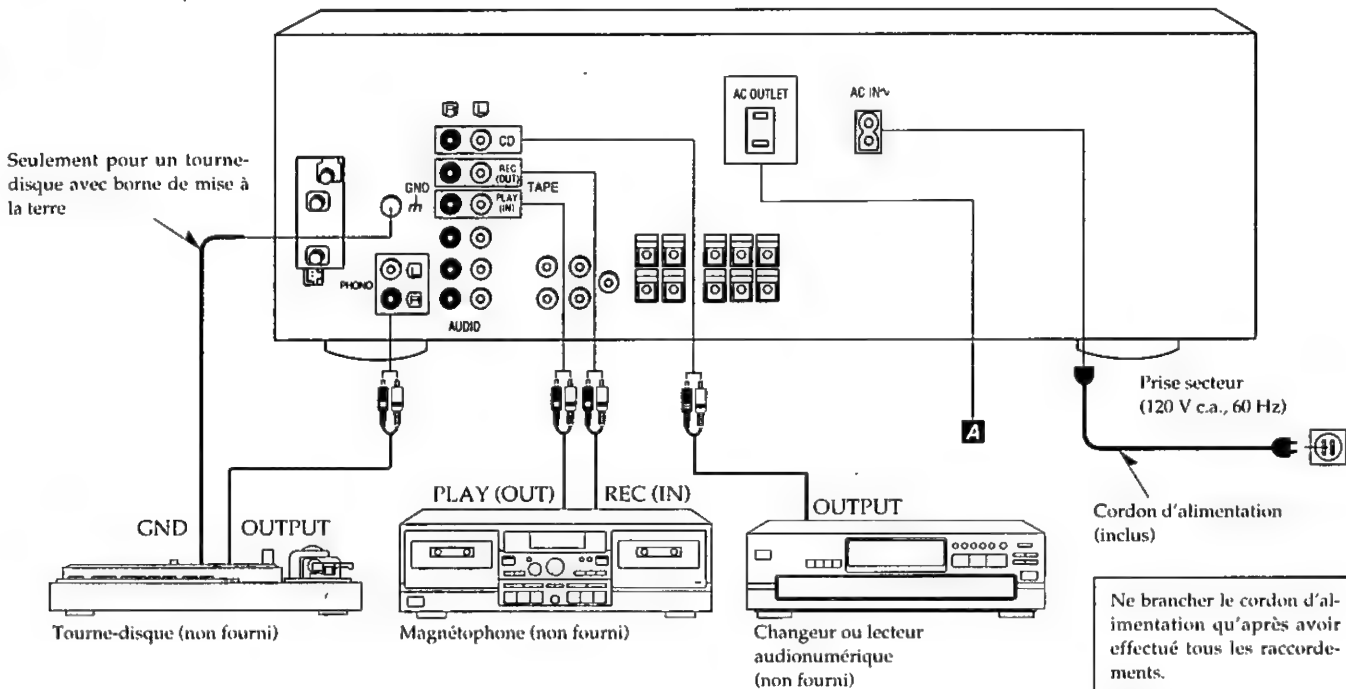 AC OUTLET
AC IN~
R L
CD
REC (OUT)
PLAY (IN)
TAPE
GND
PHONO
L
R
AUDIO
Seulement pour un tourne-
disque avec borne de mise à
la terre
Prise secteur
(120 V c.a., 60 Hz)
A
Cordon d'alimentation
(inclus)
GND
OUTPUT
PLAY (OUT)
REC (IN)
OUTPUT
Tourne-disque (non fourni)
Magnétophone (non fourni)
Changeur ou lecteur
audionumérique
(non fourni)
Ne brancher le cordon d'al-
imentation qu'après avoir
effectué tous les raccorde-
ments.